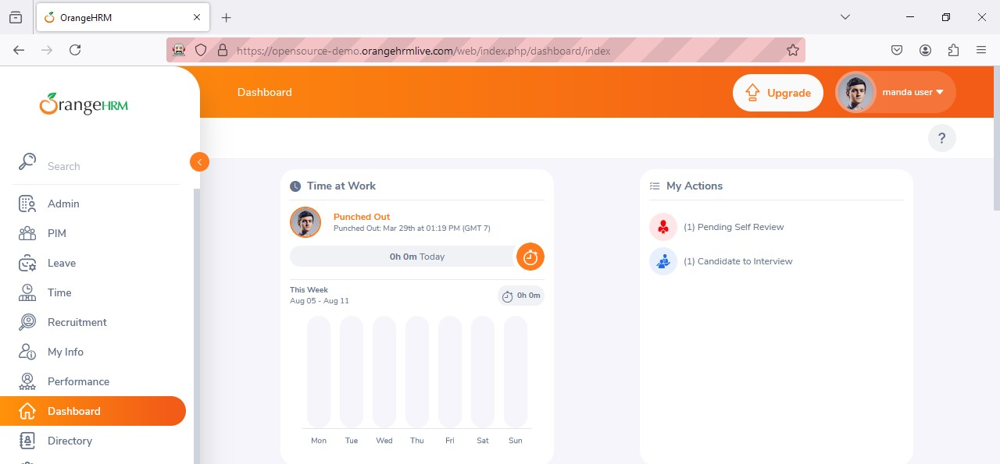 OrangeHRM
https://opensource-demo.orangehrmlive.com/web/index.php/dashboard/index
OrangeHRM
Dashboard
Upgrade
manda user
?
Search
Admin
PIM
Leave
Time
Recruitment
My Info
Performance
Dashboard
Directory
Time at Work
Punched Out
Punched Out: Mar 29th at 01:19 PM (GMT 7)
0h 0m Today
This Week
Aug 05 - Aug 11
0h 0m
Mon Tue Wed Thu Fri Sat Sun
My Actions
(1) Pending Self Review
(1) Candidate to Interview